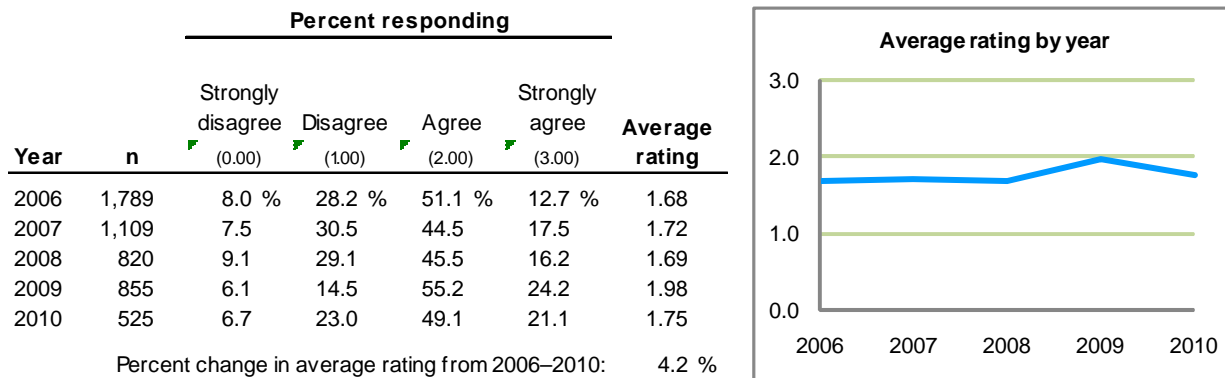 Percent responding
Strongly disagree (0.00) Disagree (1.00) Agree (2.00) Strongly agree (3.00) Average rating
Year n
2006 1,789 8.0 % 28.2 % 51.1 % 12.7 % 1.68
2007 1,109 7.5 30.5 44.5 17.5 1.72
2008 820 9.1 29.1 45.5 16.2 1.69
2009 855 6.1 14.5 55.2 24.2 1.98
2010 525 6.7 23.0 49.1 21.1 1.75
Percent change in average rating from 2006–2010: 4.2 %
Average rating by year
3.0
2.0
1.0
0.0
2006 2007 2008 2009 2010